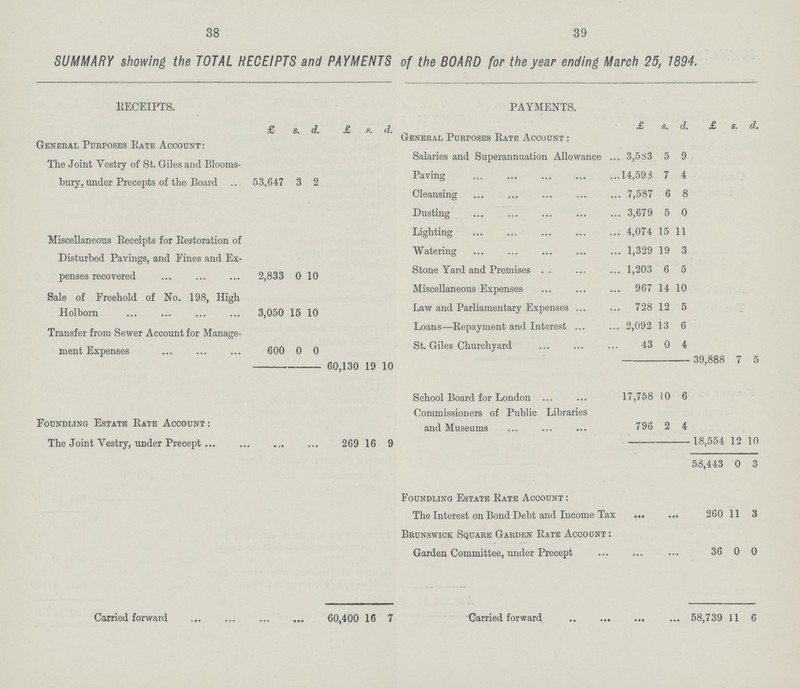 38
39
SUMMARY showing the TOTAL RECEIPTS and PAYMENTS of the BOARD for the year ending March 25, 1894.
RECEIPTS.
£ s. d. £ s. d.
GENERAL PURPOSES RATE ACCOUNT:
The Joint Vestry of St. Giles and Blooms-
bury, under Precepts of the Board .. 53,647 3 2
Miscellaneous Receipts for Restoration of
Disturbed Pavings, and Fines and Ex-
penses recovered ... ... ... 2,833 0 10
Sale of Freehold of No. 198, High
Holborn ... ... ... ... 3,050 15 10
Transfer from Sewer Account for Manage-
ment Expenses ... ... ... 600 0 0
60,130 19 10
FOUNDLING ESTATE RATE ACCOUNT:
The Joint Vestry, under Precept ... ... ... ... 269 16 9
Carried forward ... ... ... ... 60,400 16 7
PAYMENTS.
£ s. d. £ s. d.
GENERAL PURPOSES RATE ACCOUNT:
Salaries and Superannuation Allowance ... 3,583 5 9
Paving ... ... ... ... ... 14,593 7 4
Cleansing ... ... ... ... ... 7,587 6 8
Dusting ... ... ... ... ... 3,679 5 0
Lighting ... ... ... ... ... 4,074 15 11
Watering ... ... ... ... ... 1,329 19 3
Stone Yard and Premises .. ... ... 1,203 6 5
Miscellaneous Expenses ... ... ... 967 14 10
Law and Parliamentary Expenses ... ... 728 12 5
Loans—Repayment and Interest ... ... 2,092 13 6
St. Giles Churchyard ... ... ... 43 0 4
39,888 7 5
School Board for London ... ... 17,758 10 6
Commissioners of Public Libraries
and Museums ... ... ... 796 2 4
18,554 12 10
58,443 0 3
FOUNDLING ESTATE RATE ACCOUNT:
The Interest on Bond Debt and Income Tax ... ... 260 11 3
BRUNSWICK SQUARE GARDEN RATE ACCOUNT:
Garden Committee, under Precept ... ... ... 36 0 0
Carried forward .. ... ... ... 58,739 11 6